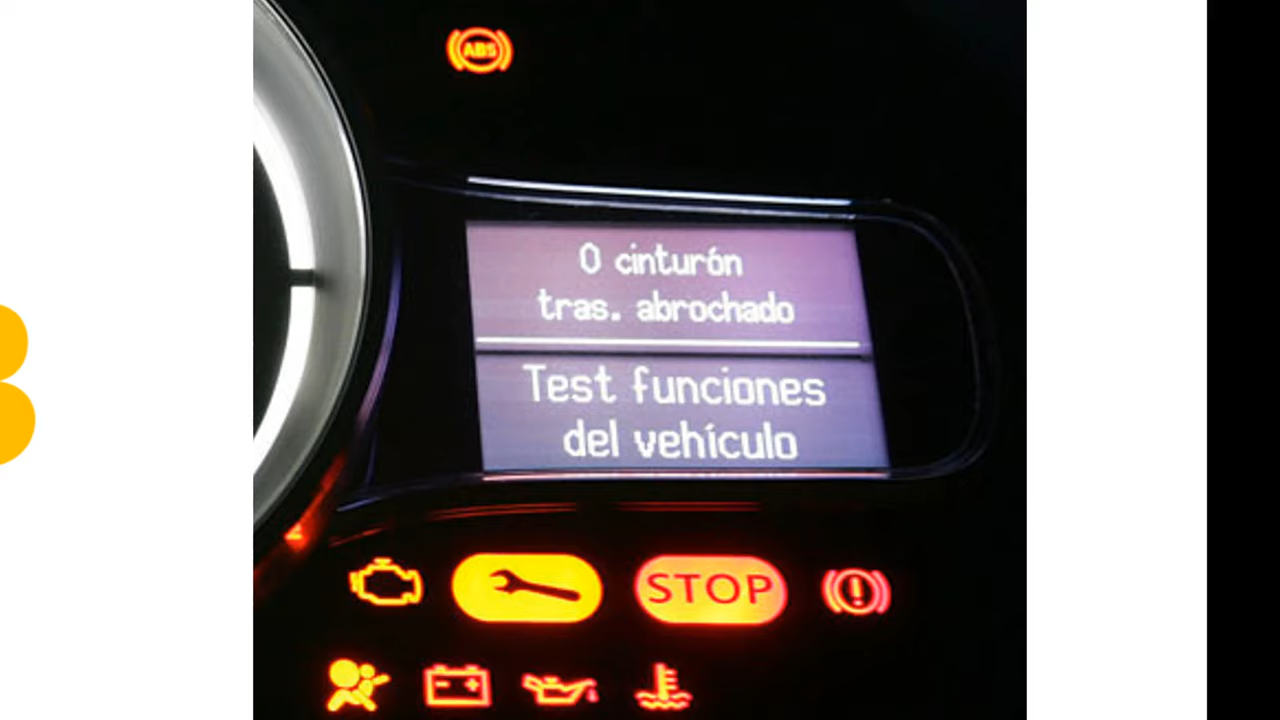 ABS
0 cinturón
tras. abrochado
Test funciones
del vehículo
STOP